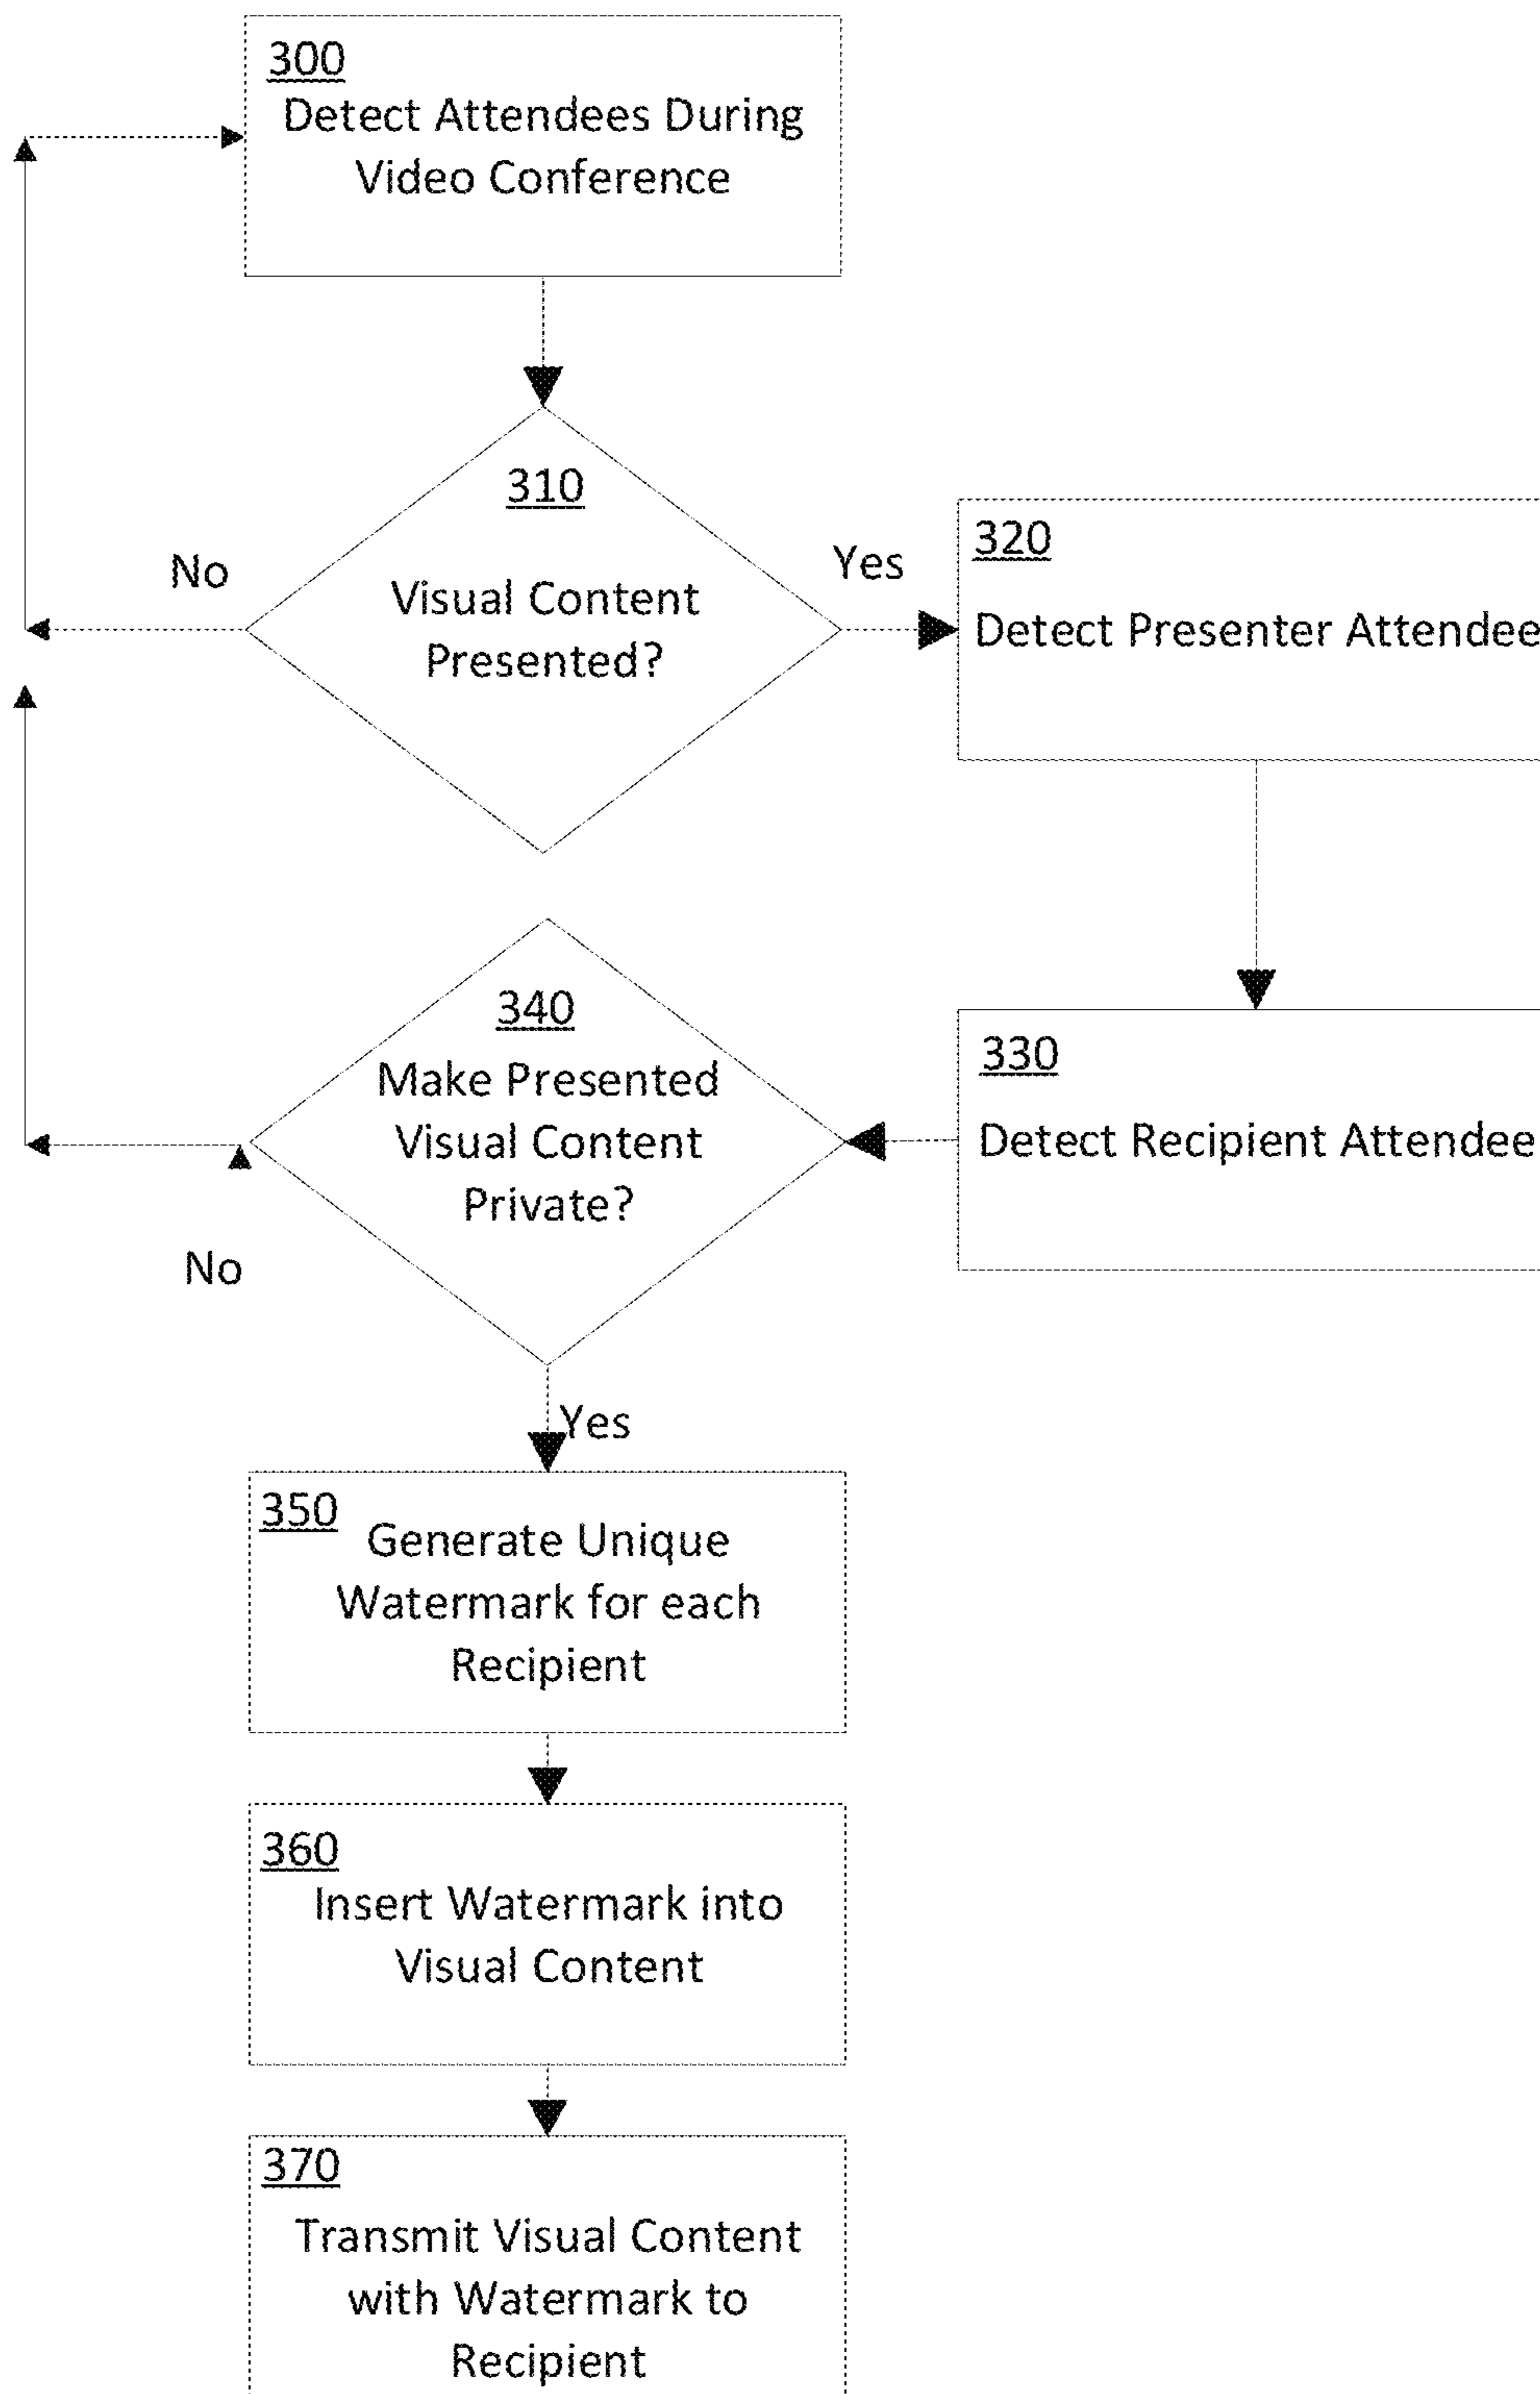 300
Detect Attendees During
Video Conference
310
Visual Content
Presented?
No
Yes
320
Detect Presenter Attendee
330
Detect Recipient Attendee
340
Make Presented
Visual Content
Private?
No
Yes
350
Generate Unique
Watermark for each
Recipient
360
Insert Watermark into
Visual Content
370
Transmit Visual Content
with Watermark to
Recipient